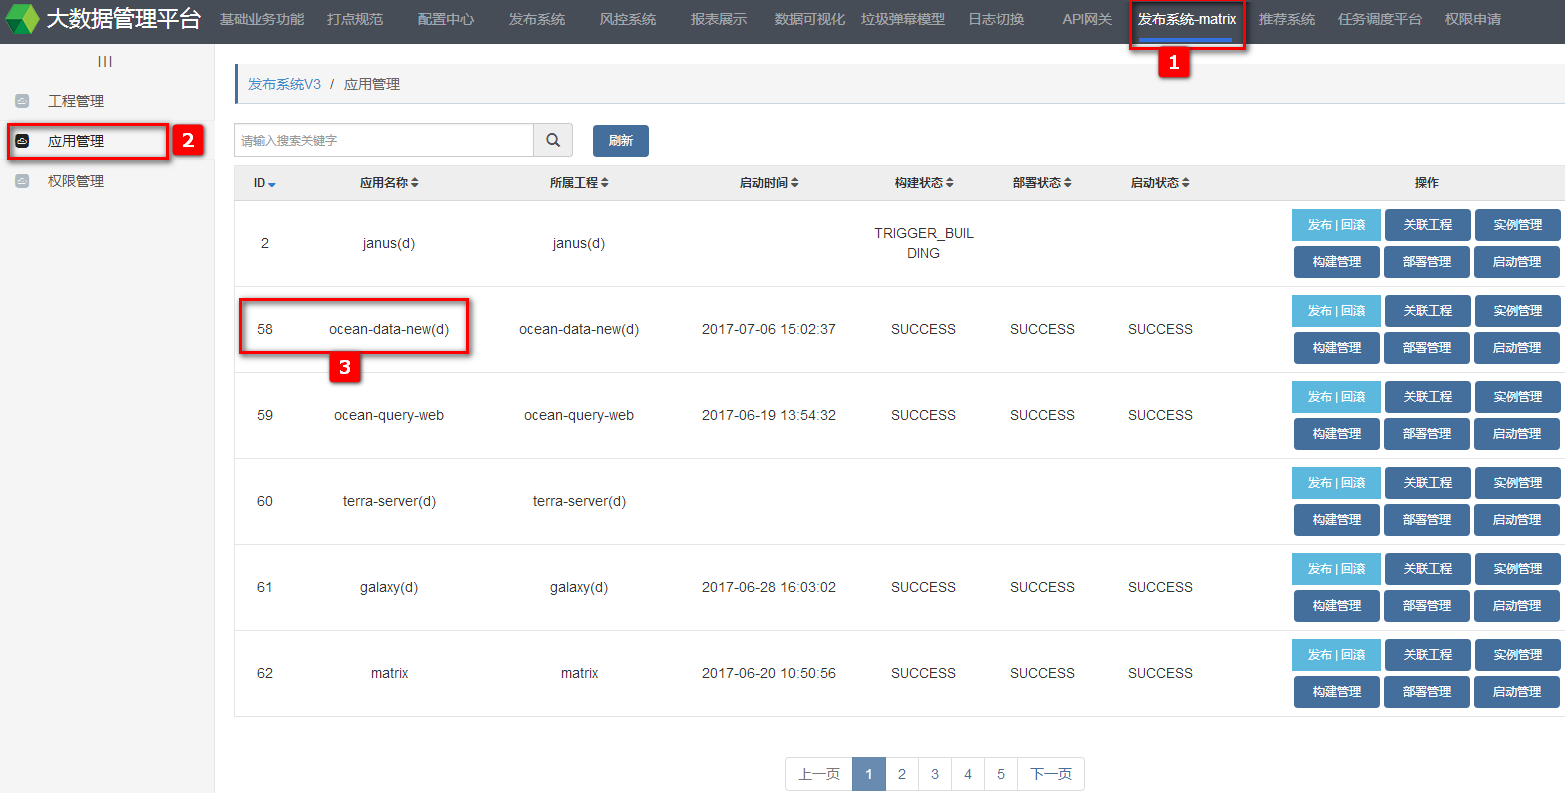 大数据管理平台 基础业务功能 打点规范 配置中心 发布系统 风控系统 报表展示 数据可视化 垃圾弹幕模型 日志切换 API网关 发布系统-matrix 推荐系统 任务调度平台 权限申请
1
工程管理
应用管理 2
权限管理
发布系统V3 / 应用管理
请输入搜索关键字 刷新
ID 应用名称 所属工程 启动时间 构建状态 部署状态 启动状态 操作
2 janus(d) janus(d) TRIGGER_BUIL
DING
发布 | 回滚 关联工程 实例管理
构建管理 部署管理 启动管理
58 ocean-data-new(d) ocean-data-new(d) 2017-07-06 15:02:37 SUCCESS SUCCESS SUCCESS
发布 | 回滚 关联工程 实例管理
构建管理 部署管理 启动管理
3
59 ocean-query-web ocean-query-web 2017-06-19 13:54:32 SUCCESS SUCCESS SUCCESS
发布 | 回滚 关联工程 实例管理
构建管理 部署管理 启动管理
60 terra-server(d) terra-server(d)
发布 | 回滚 关联工程 实例管理
构建管理 部署管理 启动管理
61 galaxy(d) galaxy(d) 2017-06-28 16:03:02 SUCCESS SUCCESS SUCCESS
发布 | 回滚 关联工程 实例管理
构建管理 部署管理 启动管理
62 matrix matrix 2017-06-20 10:50:56 SUCCESS SUCCESS SUCCESS
发布 | 回滚 关联工程 实例管理
构建管理 部署管理 启动管理
上一页 1 2 3 4 5 下一页